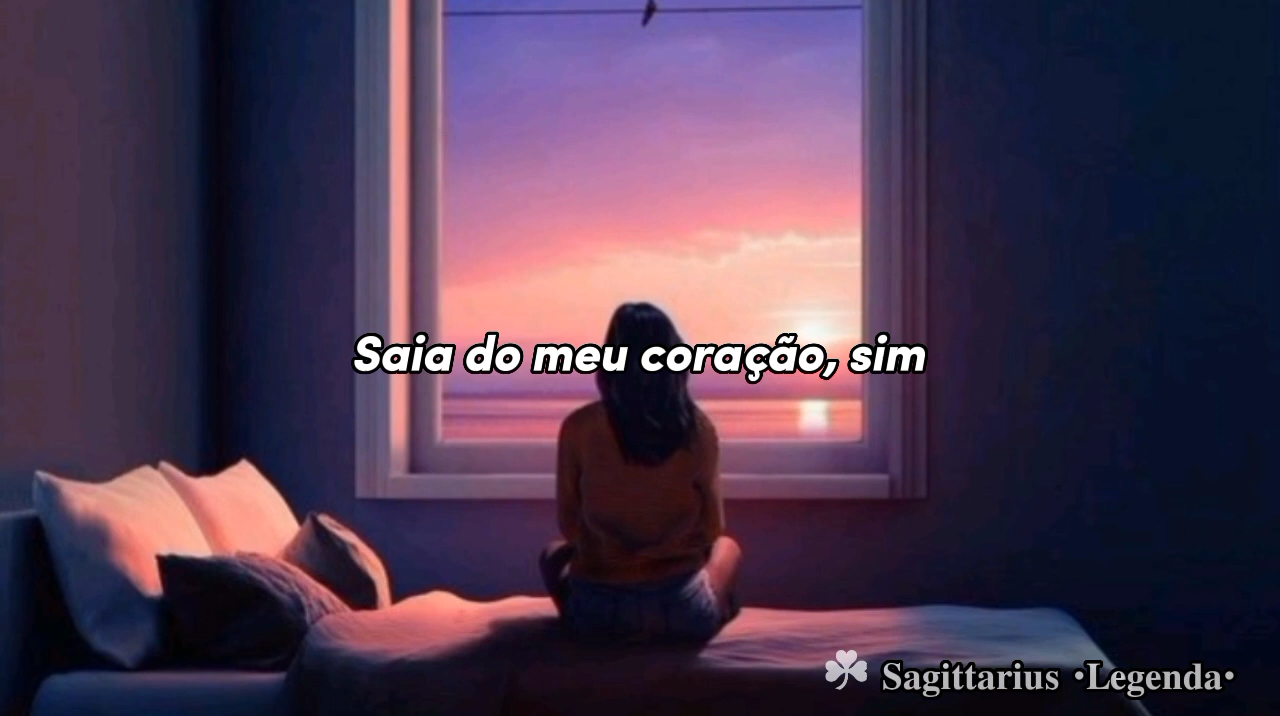 Saia do meu coração, sim
☘ Sagittarius •Legenda•